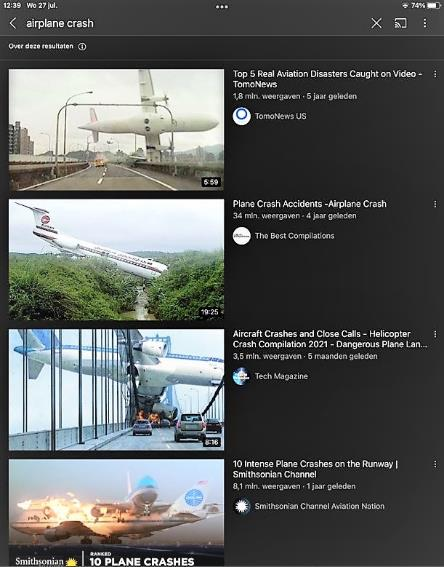 12:39 Wo 27 jul.
74%
airplane crash
Over deze resultaten
5:59
Top 5 Real Aviation Disasters Caught on Video -
TomoNews
1,8 mln. weergaven · 5 jaar geleden
TomoNews US
19:25
Plane Crash Accidents -Airplane Crash
34 mln. weergaven · 4 jaar geleden
The Best Compilations
8:16
Aircraft Crashes and Close Calls - Helicopter
Crash Compilation 2021 - Dangerous Plane Lan...
3,5 mln. weergaven · 5 maanden geleden
Tech Magazine
Smithsonian
RANKED
10 PLANE CRASHES
10 Intense Plane Crashes on the Runway |
Smithsonian Channel
8,1 mln. weergaven · 1 jaar geleden
Smithsonian Channel Aviation Nation